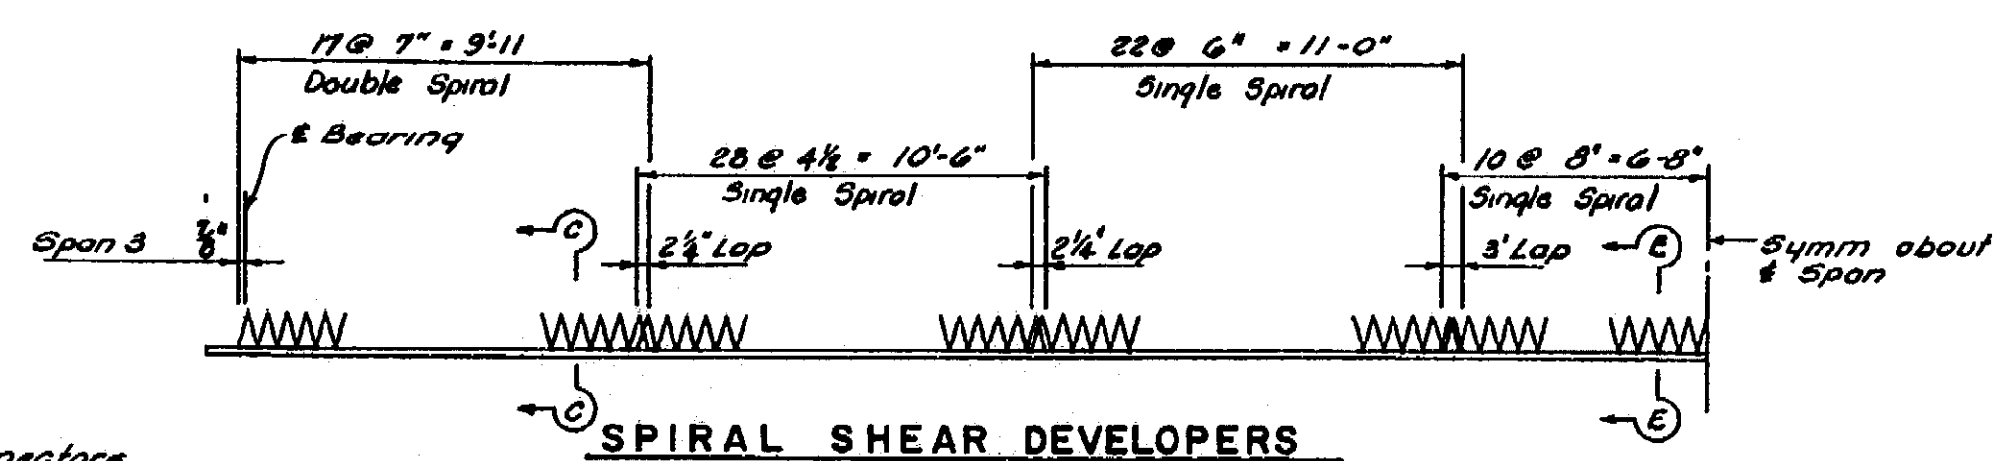 17 @ 7" = 9'-11
Double Spiral
22 @ 6" = 11-0"
Single Spiral
℄ Bearing
28 @ 4½ = 10'-6"
Single Spiral
10 @ 8" = 6-8"
Single Spiral
Span 3
7/8"
C
2¼" Lap
2¼" Lap
3" Lap
E
Symm about
℄ Span
C
E
SPIRAL SHEAR DEVELOPERS